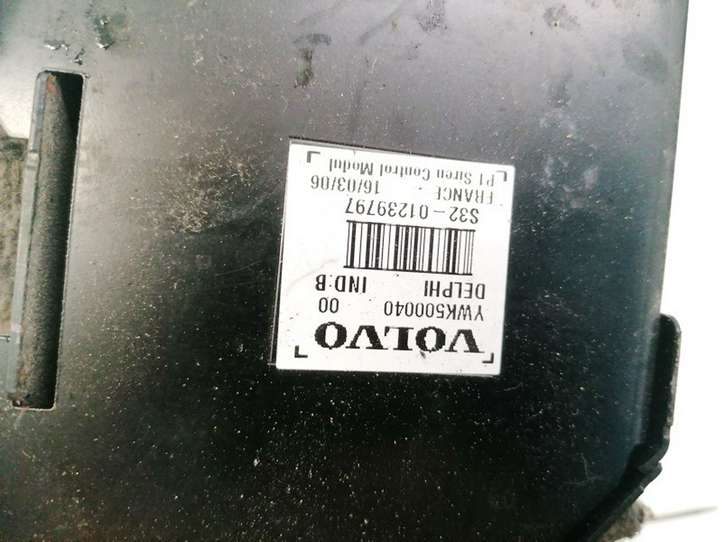 VOLVO
YWK500040 00
DELPHI IND:B
S32-01239797
FRANCE - 16/03/06
P1 Siren Control Modul